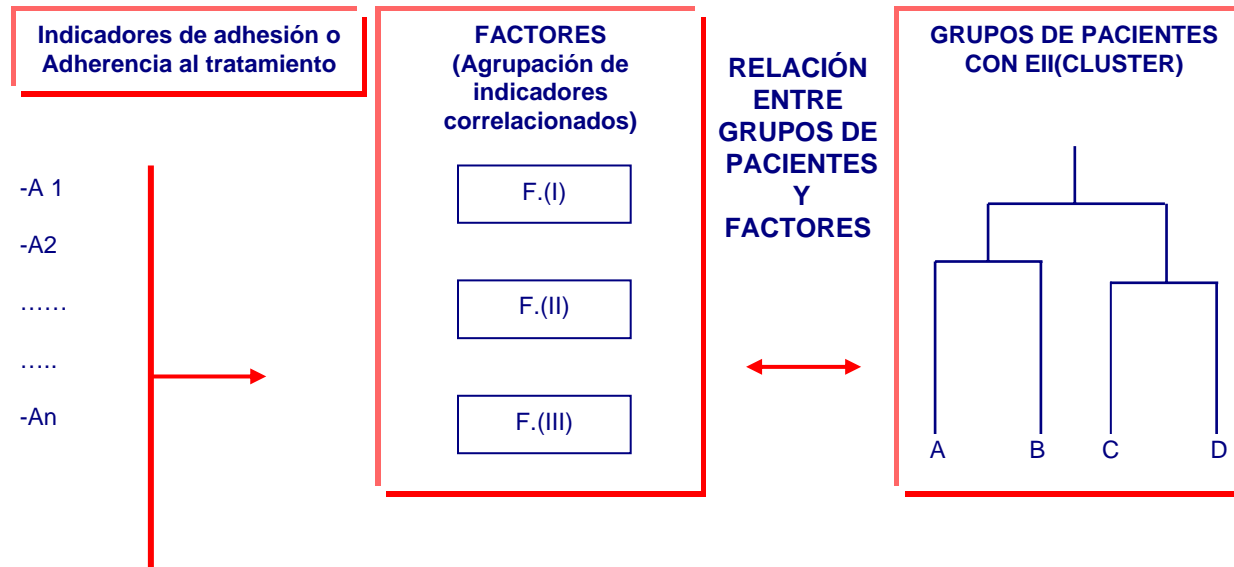 Indicadores de adhesión o
Adherencia al tratamiento
-A 1
-A2
……
…..
-An
FACTORES
(Agrupación de
indicadores
correlacionados)
F.(I)
F.(II)
F.(III)
RELACIÓN
ENTRE
GRUPOS DE
PACIENTES
Y
FACTORES
GRUPOS DE PACIENTES
CON EII(CLUSTER)
A B C D